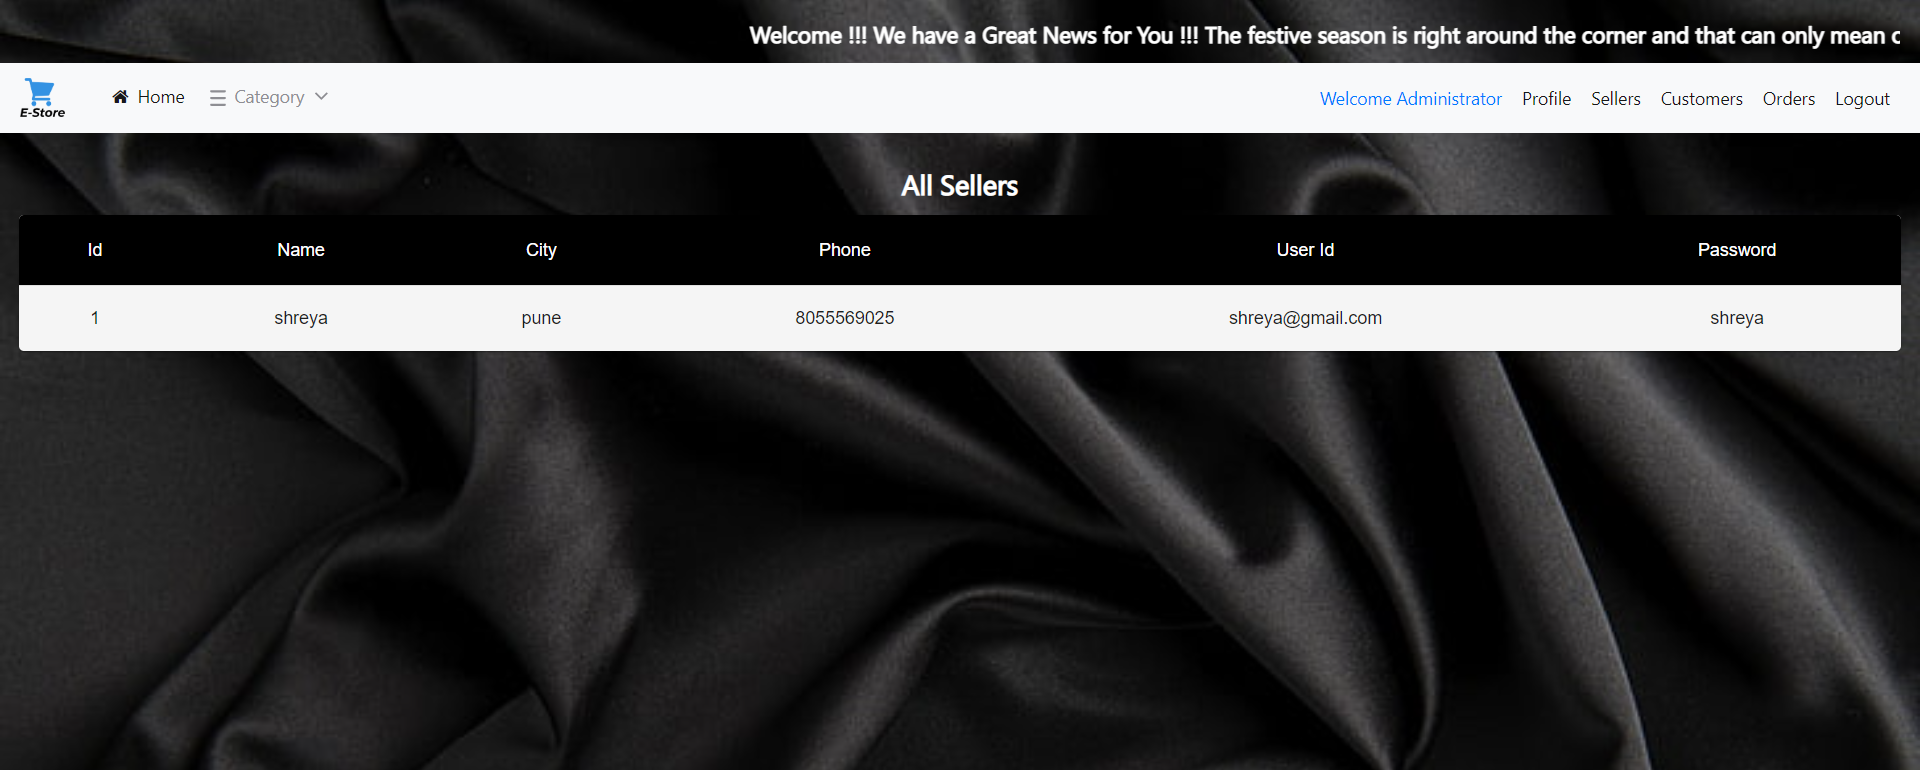 Welcome !!! We have a Great News for You !!! The festive season is right around the corner and that can only mean
E-Store
Home Category
Welcome Administrator Profile Sellers Customers Orders Logout
All Sellers
Id Name City Phone User Id Password
1 shreya pune 8055569025 shreya@gmail.com shreya